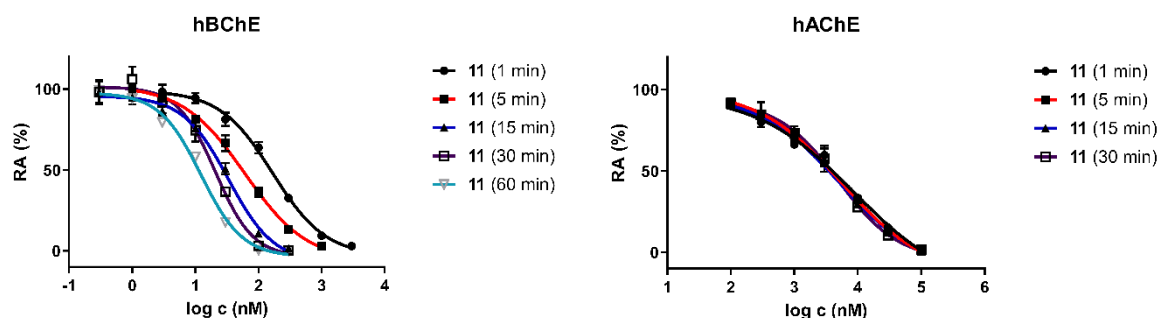 hBChE
RA (%)
100
50
0
-1 0 1 2 3 4
log c (nM)
11 (1 min)
11 (5 min)
11 (15 min)
11 (30 min)
11 (60 min)
hAChE
RA (%)
100
50
0
1 2 3 4 5 6
log c (nM)
11 (1 min)
11 (5 min)
11 (15 min)
11 (30 min)